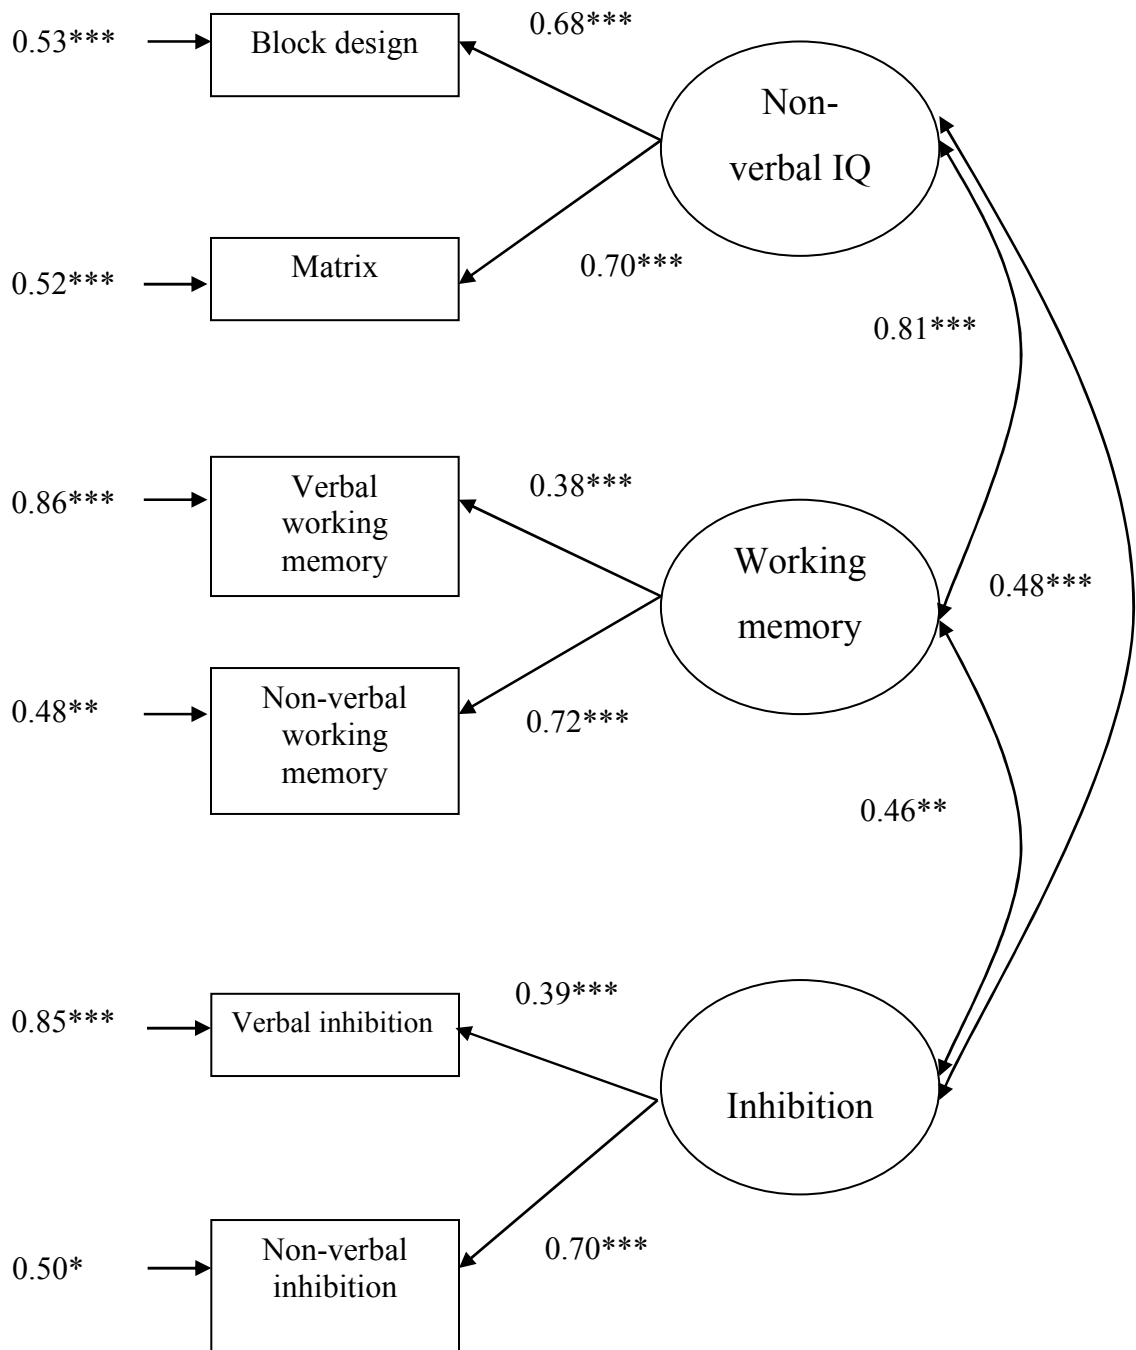 0.53***
Block design
0.68***
Non-
verbal IQ
0.52***
Matrix
0.70***
0.81***
0.86***
Verbal
working
memory
0.38***
Working
memory
0.48***
0.48**
Non-verbal
working
memory
0.72***
0.46**
0.85***
Verbal inhibition
0.39***
Inhibition
0.50*
Non-verbal
inhibition
0.70***